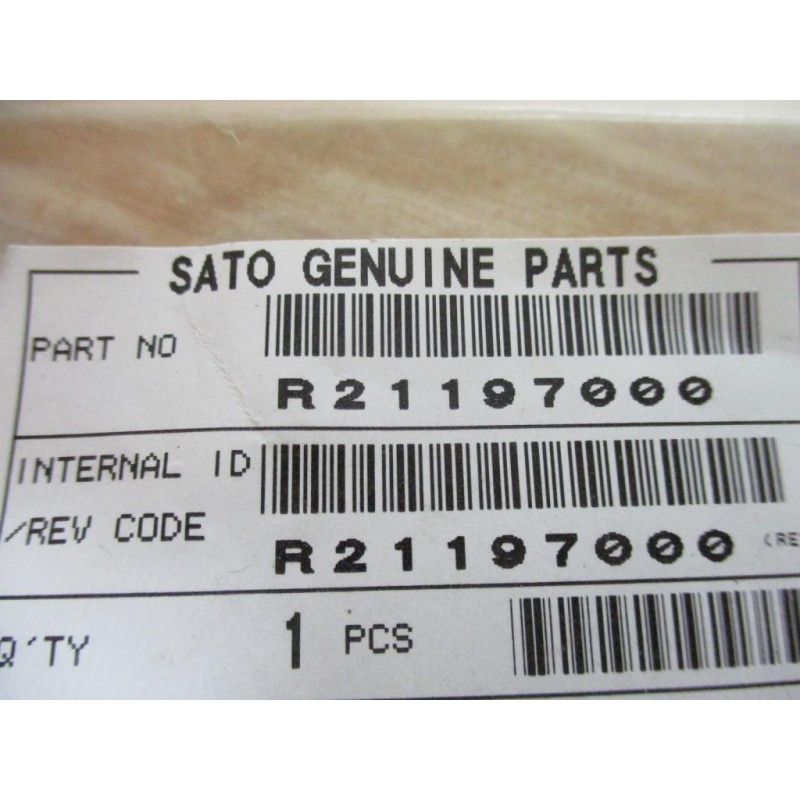 SATO GENUINE PARTS
PART NO
R21197000
INTERNAL ID
/REV CODE
R21197000
Q'TY 1 PCS